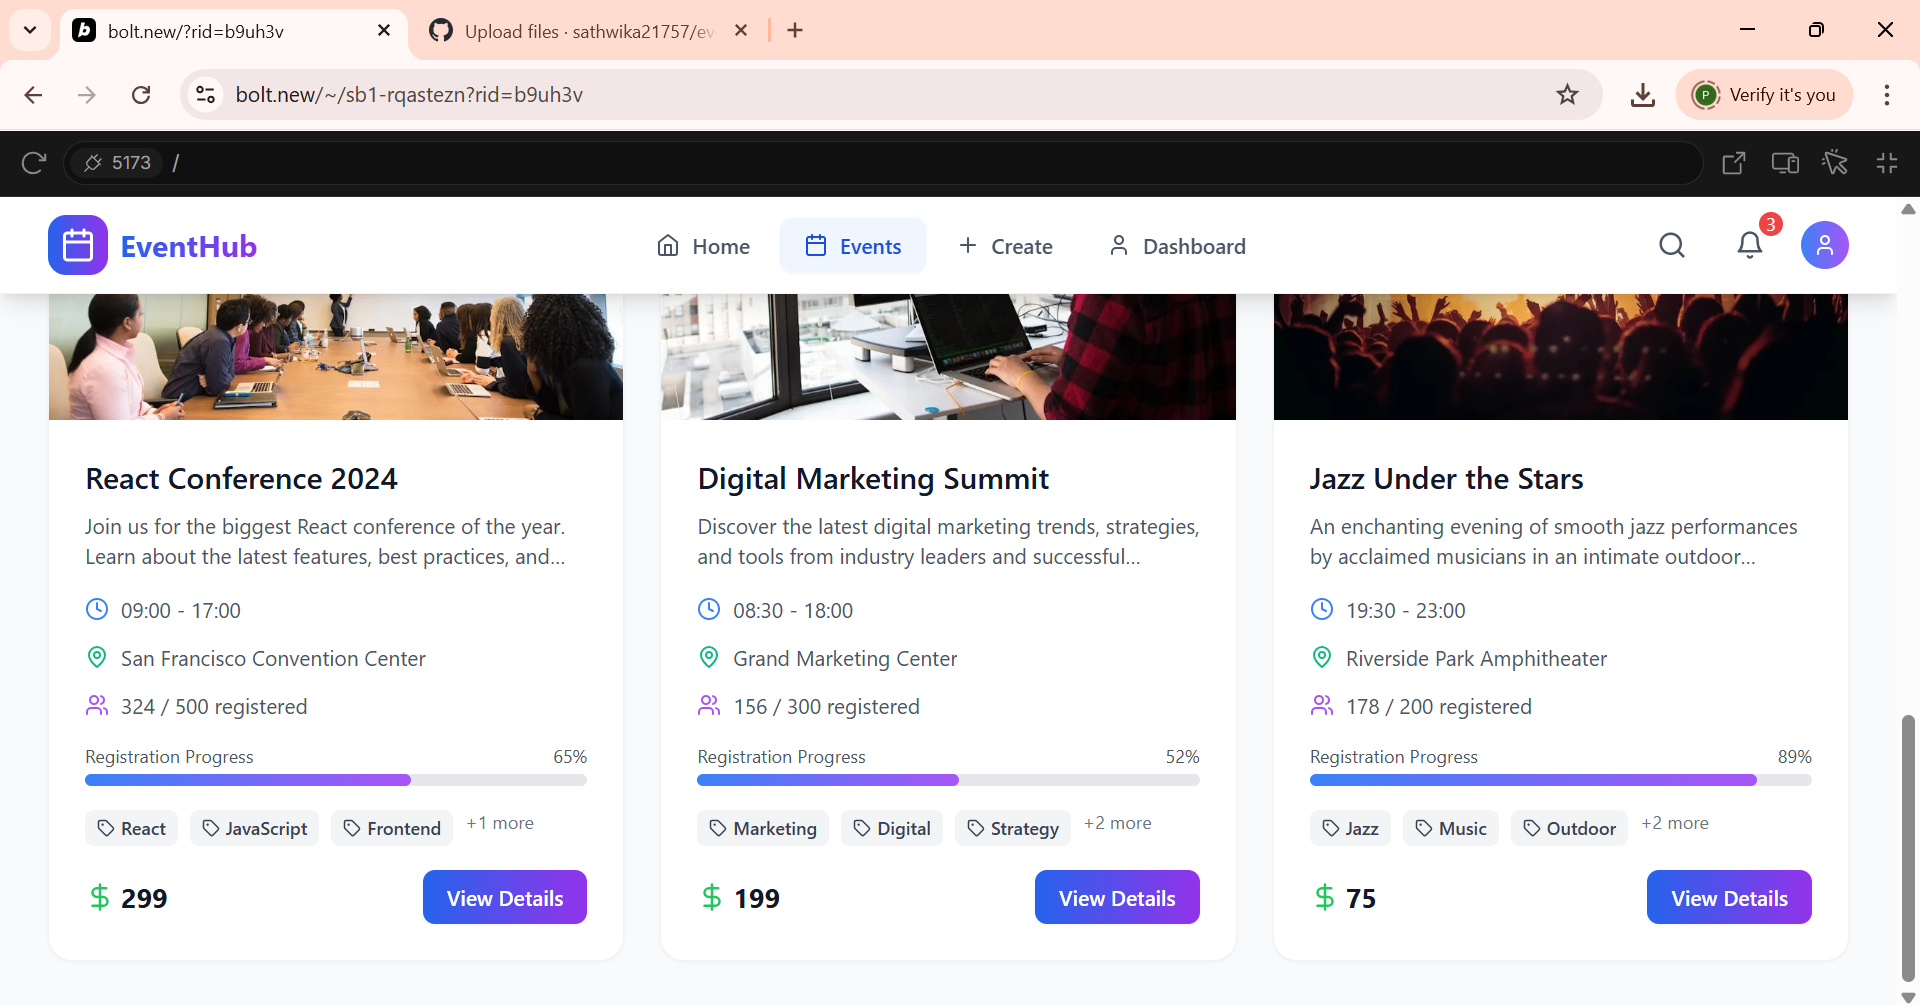 bolt.new/?rid=b9uh3v
Upload files · sathwika21757/ev
bolt.new/~/sb1-rqastezn?rid=b9uh3v
P
Verify it's you
5173
/
EventHub
Home
Events
Create
Dashboard
3
React Conference 2024
Join us for the biggest React conference of the year.
Learn about the latest features, best practices, and...
09:00 - 17:00
San Francisco Convention Center
324 / 500 registered
Registration Progress 65%
React JavaScript Frontend +1 more
$ 299
View Details
Digital Marketing Summit
Discover the latest digital marketing trends, strategies,
and tools from industry leaders and successful...
08:30 - 18:00
Grand Marketing Center
156 / 300 registered
Registration Progress 52%
Marketing Digital Strategy +2 more
$ 199
View Details
Jazz Under the Stars
An enchanting evening of smooth jazz performances
by acclaimed musicians in an intimate outdoor...
19:30 - 23:00
Riverside Park Amphitheater
178 / 200 registered
Registration Progress 89%
Jazz Music Outdoor +2 more
$ 75
View Details